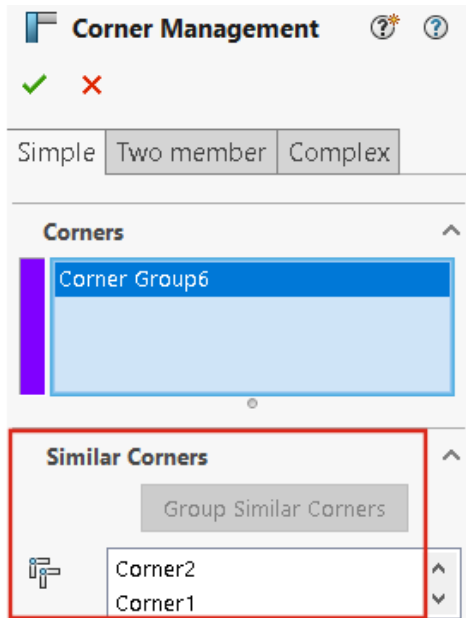 Corner Management
Simple Two member Complex
Corners
Corner Group6
Similar Corners
Group Similar Corners
Corner2
Corner1